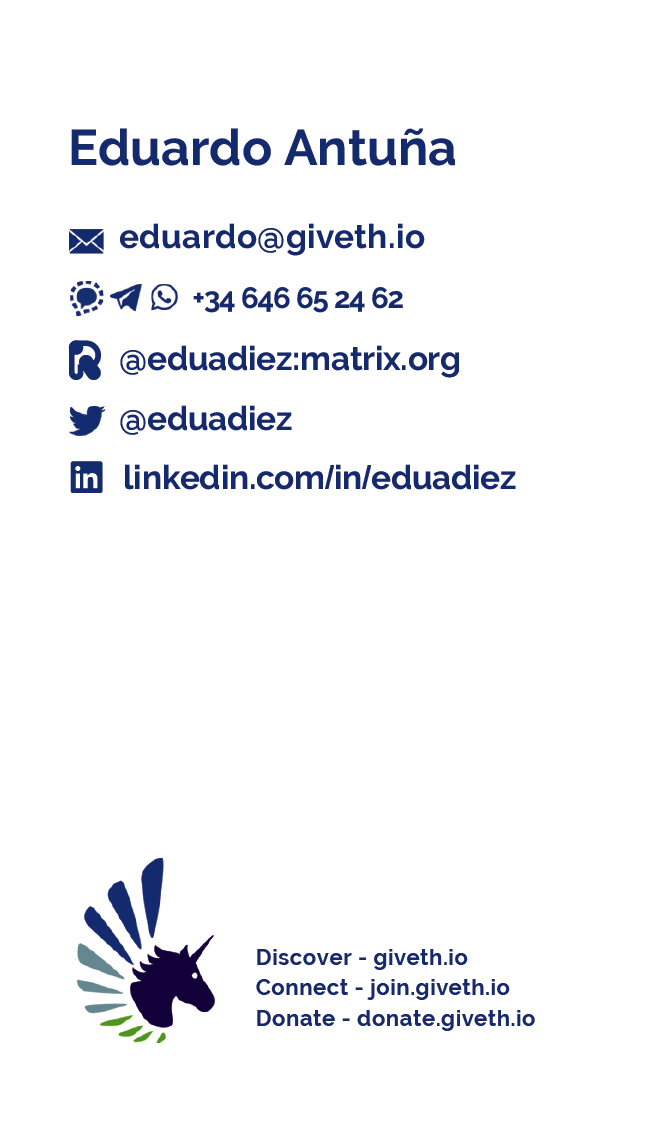 Eduardo Antuña
eduardo@giveth.io
+34 646 65 24 62
@eduadiez:matrix.org
@eduadiez
linkedin.com/in/eduadiez
Discover - giveth.io
Connect - join.giveth.io
Donate - donate.giveth.io